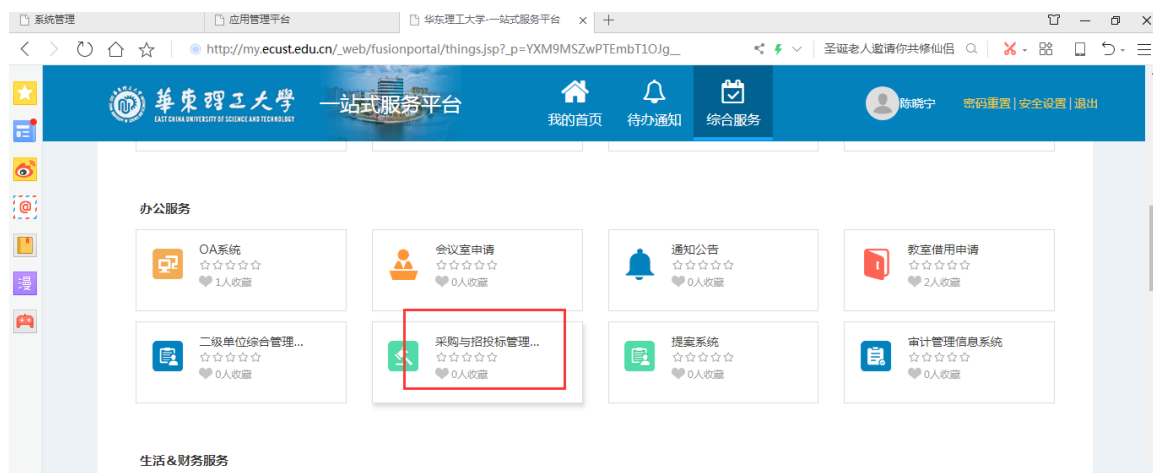 系统管理
应用管理平台
华东理工大学-一站式服务平台
http://my.ecust.edu.cn/_web/fusionportal/things.jsp?_p=YXM9MSZwPTEmbT1OJg__
圣诞老人邀请你共修仙侣
華東理工大學
EAST CHINA UNIVERSITY OF SCIENCE AND TECHNOLOGY
一站式服务平台
我的首页
待办通知
综合服务
陈晓宁
密码重置|安全设置|退出
办公服务
OA系统
1人收藏
会议室申请
0人收藏
通知公告
0人收藏
教室借用申请
2人收藏
二级单位综合管理...
0人收藏
采购与招投标管理...
0人收藏
提案系统
0人收藏
审计管理信息系统
0人收藏
生活&财务服务
@
漫